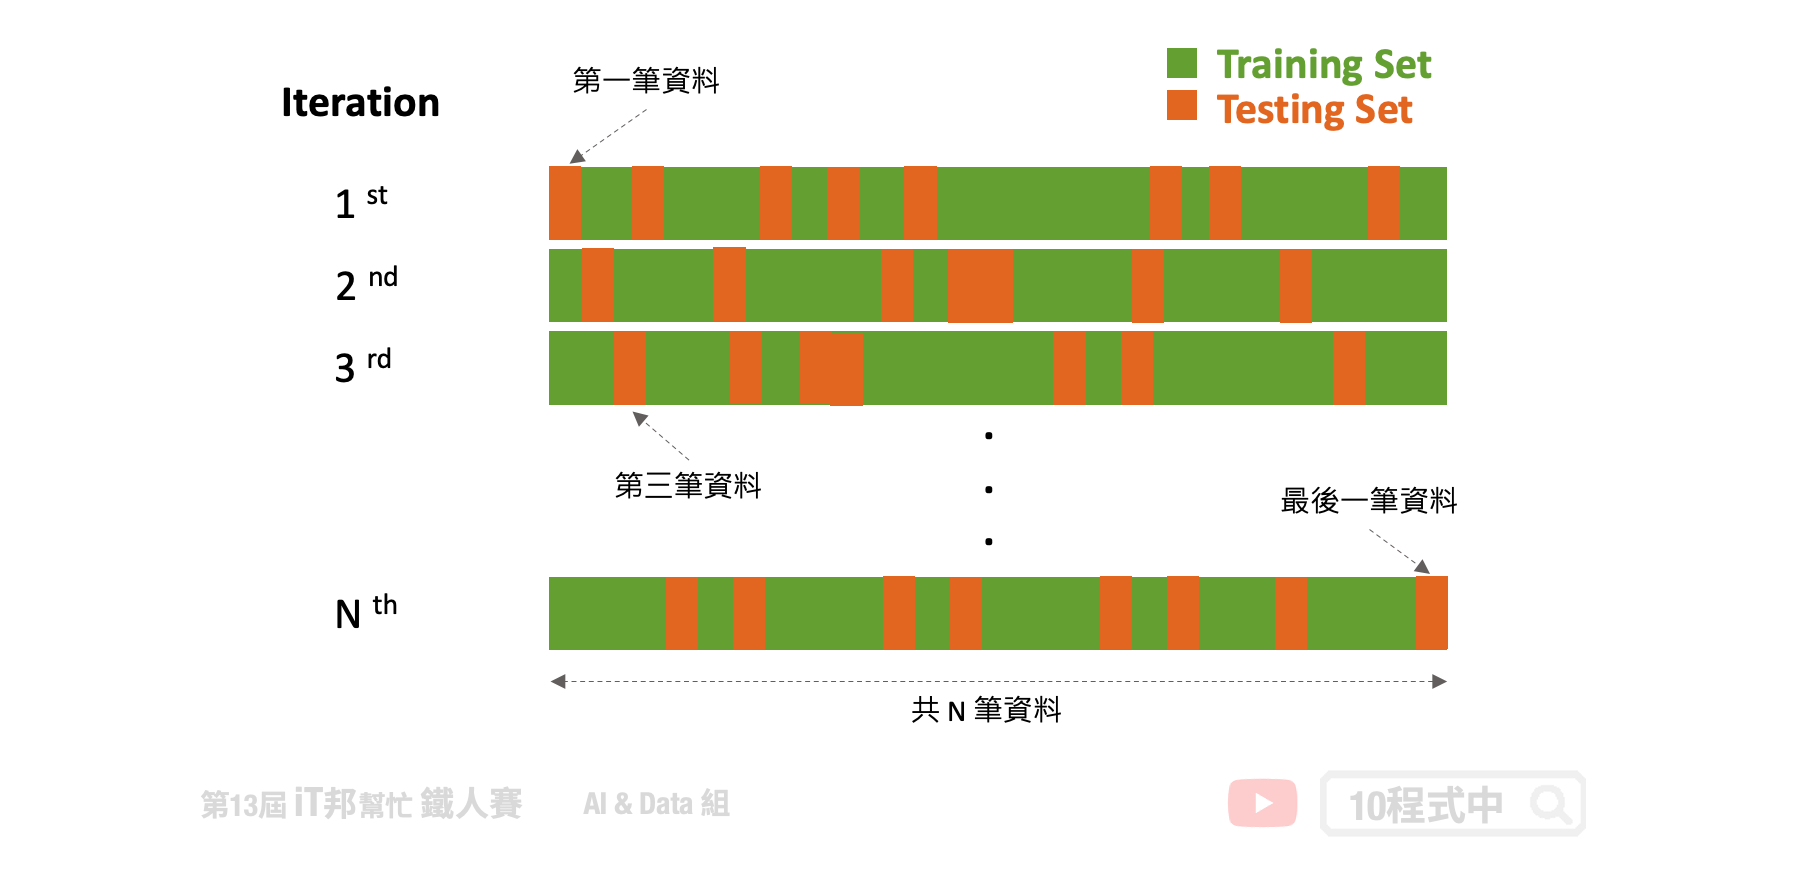 Training Set
Testing Set
Iteration
第一筆資料
1 st
2 nd
3 rd
第三筆資料
最後一筆資料
N th
共 N 筆資料
第13屆 iT邦幫忙 鐵人賽 AI & Data 組
10程式中